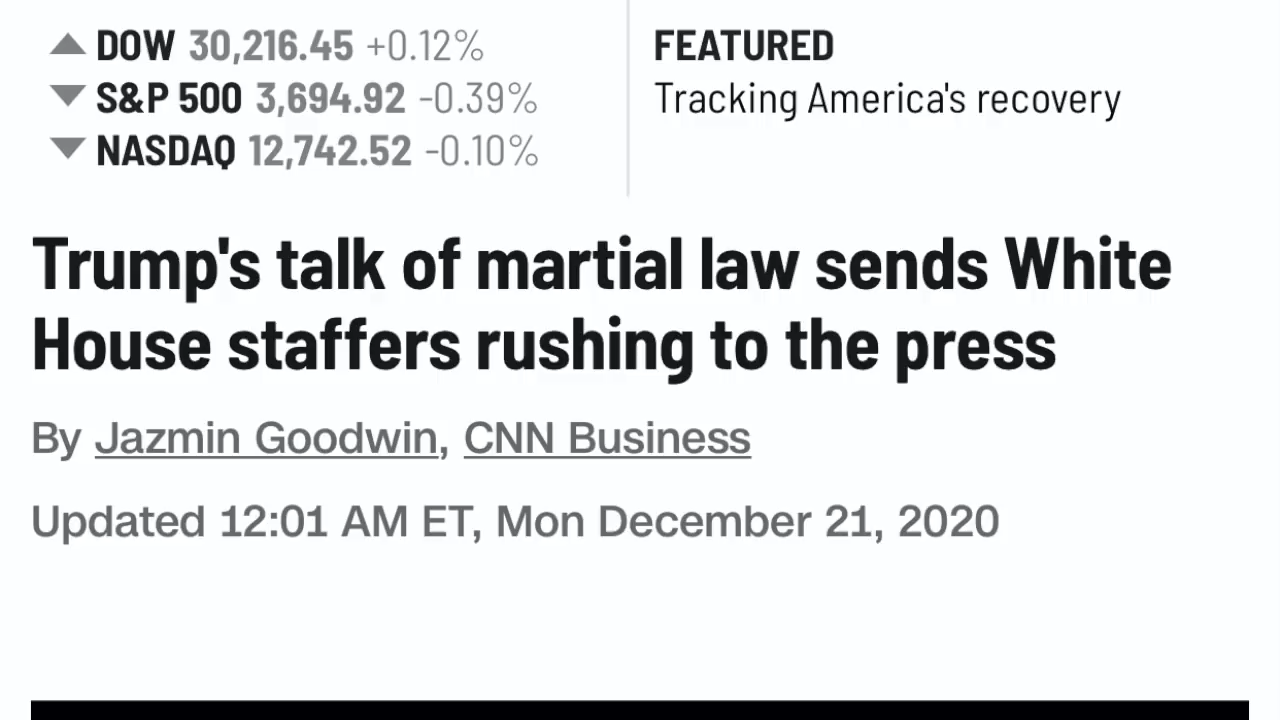 DOW 30,216.45 +0.12%
S&P 500 3,694.92 -0.39%
NASDAQ 12,742.52 -0.10%
FEATURED
Tracking America's recovery
Trump's talk of martial law sends White
House staffers rushing to the press
By Jazmin Goodwin, CNN Business
Updated 12:01 AM ET, Mon December 21, 2020